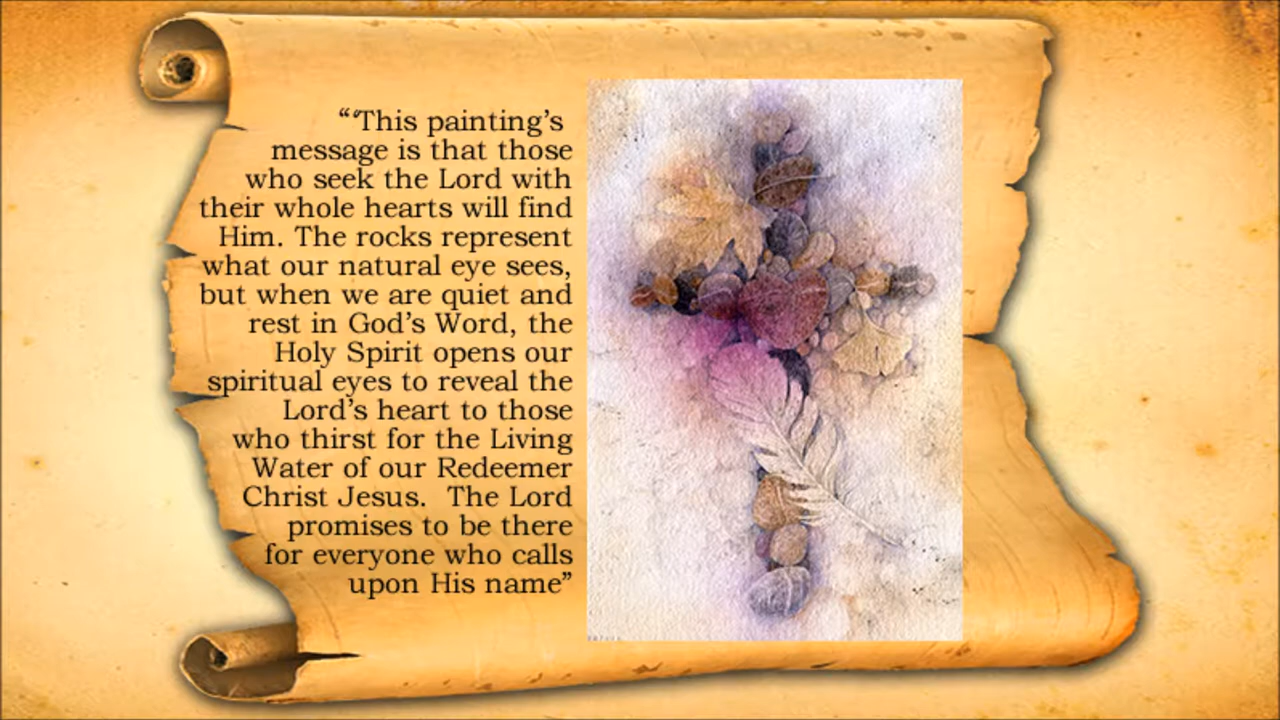 “‘This painting’s
message is that those
who seek the Lord with
their whole hearts will find
Him. The rocks represent
what our natural eye sees,
but when we are quiet and
rest in God’s Word, the
Holy Spirit opens our
spiritual eyes to reveal the
Lord’s heart to those
who thirst for the Living
Water of our Redeemer
Christ Jesus.  The Lord
promises to be there
for everyone who calls
upon His name”